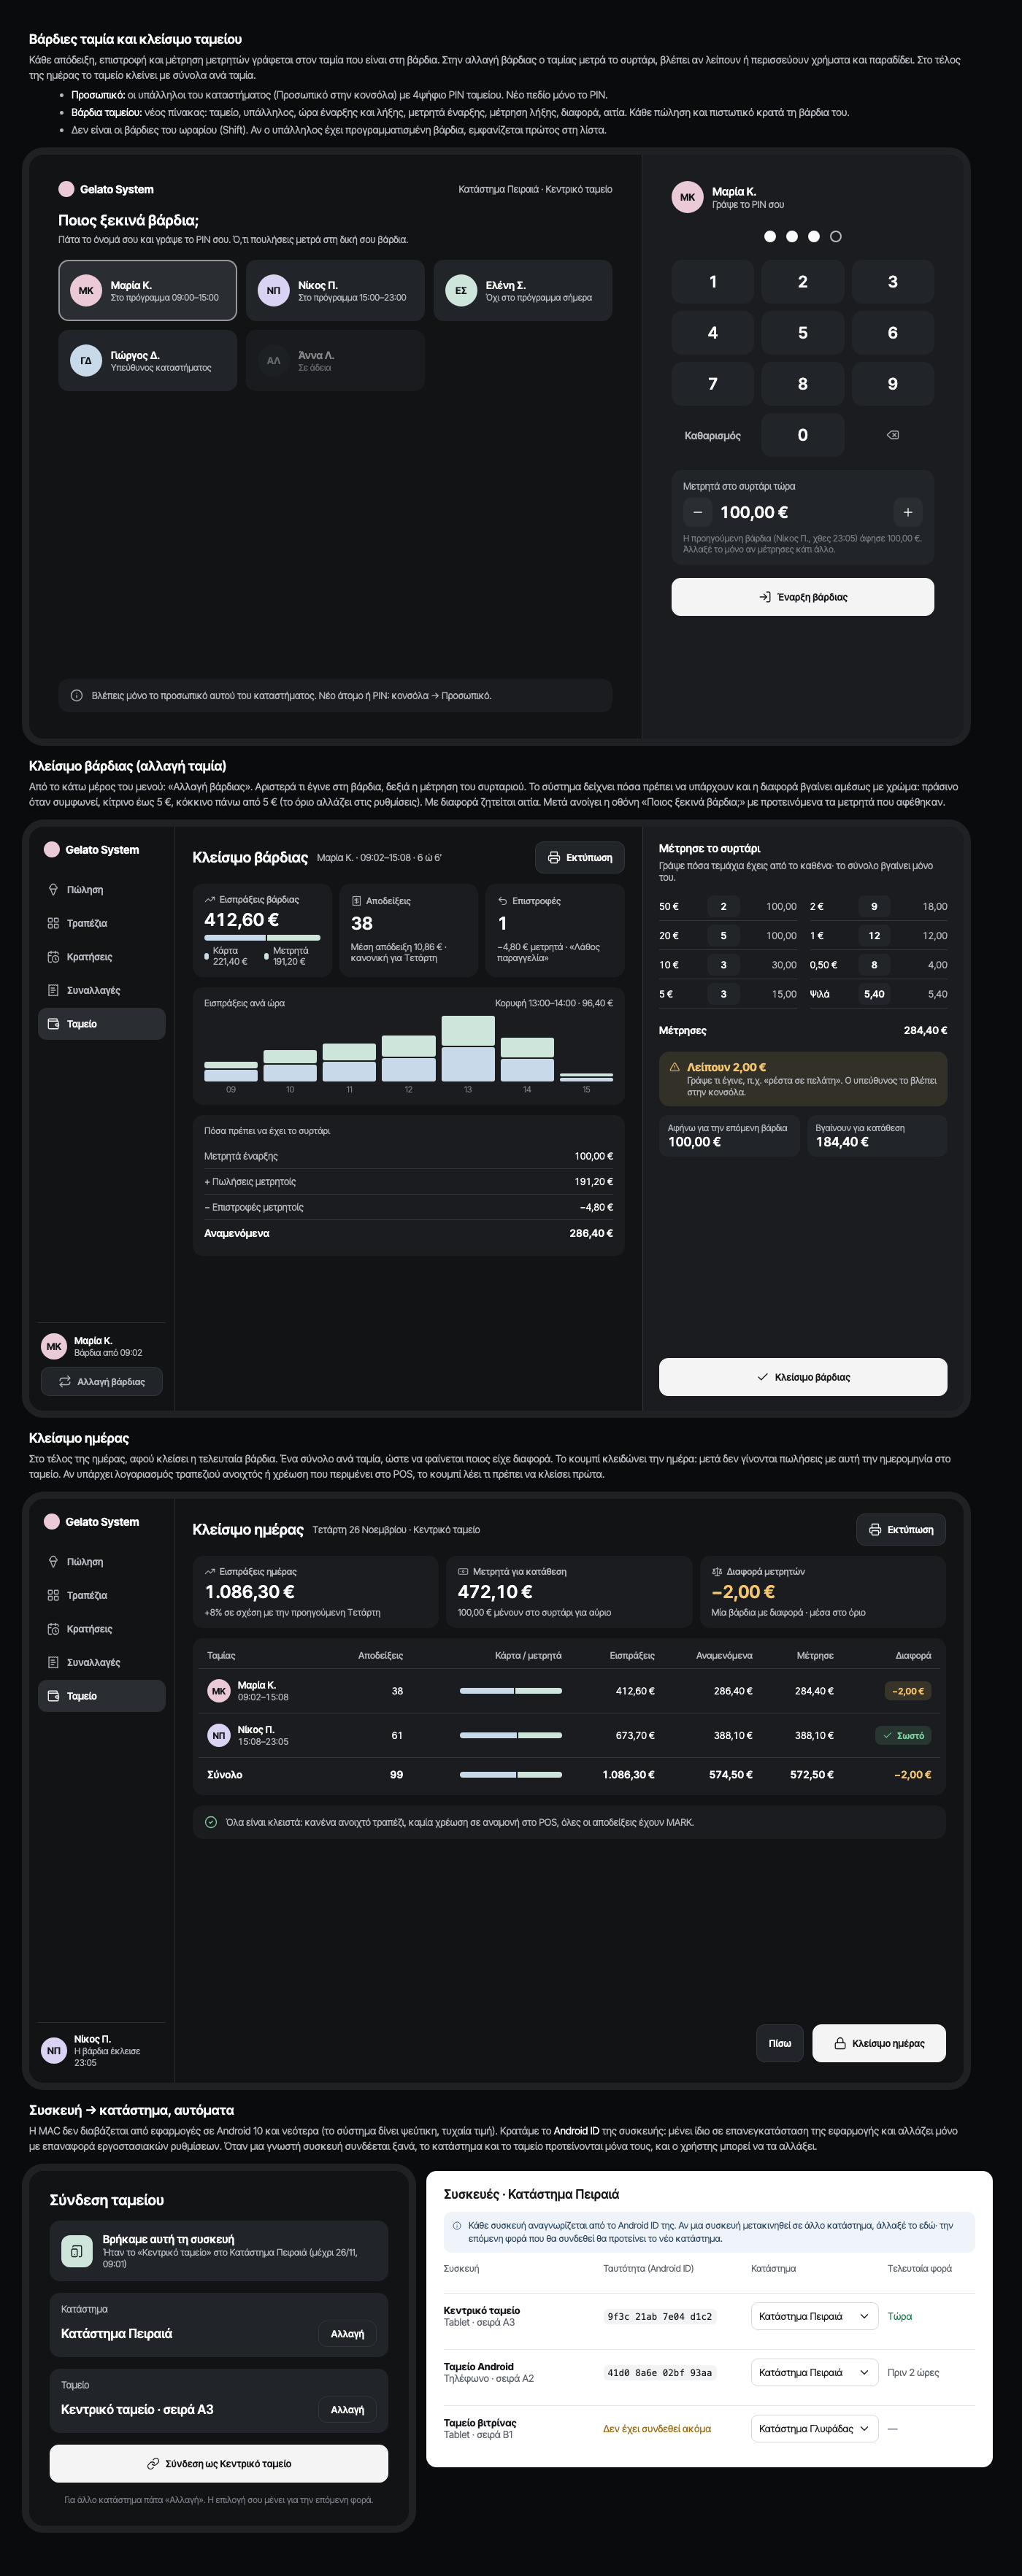 Βάρδιες ταμία και κλείσιμο ταμείου
Κάθε απόδειξη, επιστροφή και μέτρηση μετρητών γράφεται στον ταμία που είναι στη βάρδια. Στην αλλαγή βάρδιας ο ταμίας μετρά το συρτάρι, βλέπει αν λείπουν ή περισσεύουν χρήματα και παραδίδει. Στο τέλος
της ημέρας το ταμείο κλείνει με σύνολα ανά ταμία.
• Προσωπικό: οι υπάλληλοι του καταστήματος (Προσωπικό στην κονσόλα) με 4ψήφιο PIN ταμείου. Νέο πεδίο μόνο το PIN.
• Βάρδια ταμείου: νέος πίνακας: ταμείο, υπάλληλος, ώρα έναρξης και λήξης, μετρητά έναρξης, μέτρηση λήξης, διαφορά, αιτία. Κάθε πώληση και πιστωτικό κρατά τη βάρδια του.
• Δεν είναι οι βάρδιες του ωραρίου (Shift). Αν ο υπάλληλος έχει προγραμματισμένη βάρδια, εμφανίζεται πρώτος στη λίστα.
Gelato System
Κατάστημα Πειραιά · Κεντρικό ταμείο
Ποιος ξεκινά βάρδια;
Πάτα το όνομά σου και γράψε το PIN σου. Ό,τι πουλήσεις μετρά στη δική σου βάρδια.
ΜΚ
Μαρία Κ.
Στο πρόγραμμα 09:00–15:00
ΝΠ
Νίκος Π.
Στο πρόγραμμα 15:00–23:00
ΕΣ
Ελένη Σ.
Όχι στο πρόγραμμα σήμερα
ΓΔ
Γιώργος Δ.
Υπεύθυνος καταστήματος
ΑΛ
Άννα Λ.
Σε άδεια
Βλέπεις μόνο το προσωπικό αυτού του καταστήματος. Νέο άτομο ή PIN: κονσόλα → Προσωπικό.
ΜΚ
Μαρία Κ.
Γράψε το PIN σου
1 2 3
4 5 6
7 8 9
Καθαρισμός 0
Μετρητά στο συρτάρι τώρα
− 100,00 € +
Η προηγούμενη βάρδια (Νίκος Π., χθες 23:05) άφησε 100,00 €.
Άλλαξέ το μόνο αν μέτρησες κάτι άλλο.
Έναρξη βάρδιας
Κλείσιμο βάρδιας (αλλαγή ταμία)
Από το κάτω μέρος του μενού: «Αλλαγή βάρδιας». Αριστερά τι έγινε στη βάρδια, δεξιά η μέτρηση του συρταριού. Το σύστημα δείχνει πόσα πρέπει να υπάρχουν και η διαφορά βγαίνει αμέσως με χρώμα: πράσινο
όταν συμφωνεί, κίτρινο έως 5 €, κόκκινο πάνω από 5 € (το όριο αλλάζει στις ρυθμίσεις). Με διαφορά ζητείται αιτία. Μετά ανοίγει η οθόνη «Ποιος ξεκινά βάρδια;» με προτεινόμενα τα μετρητά που αφέθηκαν.
Gelato System
Πώληση
Τραπέζια
Κρατήσεις
Συναλλαγές
Ταμείο
ΜΚ
Μαρία Κ.
Βάρδια από 09:02
Αλλαγή βάρδιας
Κλείσιμο βάρδιας
Μαρία Κ. · 09:02–15:08 · 6 ώ 6'
Εκτύπωση
Εισπράξεις βάρδιας
412,60 €
Κάρτα
221,40 €
Μετρητά
191,20 €
Αποδείξεις
38
Μέση απόδειξη 10,86 € ·
κανονική για Τετάρτη
Επιστροφές
1
−4,80 € μετρητά · «Λάθος
παραγγελία»
Εισπράξεις ανά ώρα
Κορυφή 13:00–14:00 · 96,40 €
09 10 11 12 13 14 15
Πόσα πρέπει να έχει το συρτάρι
Μετρητά έναρξης 100,00 €
+ Πωλήσεις μετρητοίς 191,20 €
− Επιστροφές μετρητοίς −4,80 €
Αναμενόμενα 286,40 €
Μέτρησε το συρτάρι
Γράψε πόσα τεμάχια έχεις από το καθένα· το σύνολο βγαίνει μόνο
του.
50 € 2 100,00 2 € 9 18,00
20 € 5 100,00 1 € 12 12,00
10 € 3 30,00 0,50 € 8 4,00
5 € 3 15,00 Ψιλά 5,40 5,40
Μέτρησες 284,40 €
Λείπουν 2,00 €
Γράψε τι έγινε, π.χ. «ρέστα σε πελάτη». Ο υπεύθυνος το βλέπει
στην κονσόλα.
Αφήνω για την επόμενη βάρδια
100,00 €
Βγαίνουν για κατάθεση
184,40 €
Κλείσιμο βάρδιας
Κλείσιμο ημέρας
Στο τέλος της ημέρας, αφού κλείσει η τελευταία βάρδια. Ένα σύνολο ανά ταμία, ώστε να φαίνεται ποιος είχε διαφορά. Το κουμπί κλειδώνει την ημέρα: μετά δεν γίνονται πωλήσεις με αυτή την ημερομηνία στο
ταμείο. Αν υπάρχει λογαριασμός τραπεζιού ανοιχτός ή χρέωση που περιμένει στο POS, το κουμπί λέει τι πρέπει να κλείσει πρώτα.
Gelato System
Πώληση
Τραπέζια
Κρατήσεις
Συναλλαγές
Ταμείο
ΝΠ
Νίκος Π.
Η βάρδια έκλεισε
23:05
Κλείσιμο ημέρας
Τετάρτη 26 Νοεμβρίου · Κεντρικό ταμείο
Εκτύπωση
Εισπράξεις ημέρας
1.086,30 €
+8% σε σχέση με την προηγούμενη Τετάρτη
Μετρητά για κατάθεση
472,10 €
100,00 € μένουν στο συρτάρι για αύριο
Διαφορά μετρητών
−2,00 €
Μία βάρδια με διαφορά · μέσα στο όριο
Ταμίας Αποδείξεις Κάρτα / μετρητά Εισπράξεις Αναμενόμενα Μέτρησε Διαφορά
ΜΚ
Μαρία Κ.
09:02–15:08
38 412,60 € 286,40 € 284,40 € −2,00 €
ΝΠ
Νίκος Π.
15:08–23:05
61 673,70 € 388,10 € 388,10 € Σωστό
Σύνολο 99 1.086,30 € 574,50 € 572,50 € −2,00 €
Όλα είναι κλειστά: κανένα ανοιχτό τραπέζι, καμία χρέωση σε αναμονή στο POS, όλες οι αποδείξεις έχουν MARK.
Πίσω
Κλείσιμο ημέρας
Συσκευή → κατάστημα, αυτόματα
Η MAC δεν διαβάζεται από εφαρμογές σε Android 10 και νεότερα (το σύστημα δίνει ψεύτικη, τυχαία τιμή). Κρατάμε το Android ID της συσκευής: μένει ίδιο σε επανεγκατάσταση της εφαρμογής και αλλάζει μόνο
με επαναφορά εργοστασιακών ρυθμίσεων. Όταν μια γνωστή συσκευή συνδέεται ξανά, το κατάστημα και το ταμείο προτείνονται μόνα τους, και ο χρήστης μπορεί να τα αλλάξει.
Σύνδεση ταμείου
Βρήκαμε αυτή τη συσκευή
Ήταν το «Κεντρικό ταμείο» στο Κατάστημα Πειραιά (μέχρι 26/11,
09:01)
Κατάστημα
Κατάστημα Πειραιά
Αλλαγή
Ταμείο
Κεντρικό ταμείο · σειρά A3
Αλλαγή
Σύνδεση ως Κεντρικό ταμείο
Για άλλο κατάστημα πάτα «Αλλαγή». Η επιλογή σου μένει για την επόμενη φορά.
Συσκευές · Κατάστημα Πειραιά
Κάθε συσκευή αναγνωρίζεται από το Android ID της. Αν μια συσκευή μετακινηθεί σε άλλο κατάστημα, άλλαξέ το εδώ· την
επόμενη φορά που θα συνδεθεί θα προτείνει το νέο κατάστημα.
Συσκευή Ταυτότητα (Android ID) Κατάστημα Τελευταία φορά
Κεντρικό ταμείο
Tablet · σειρά A3
9f3c 21ab 7e04 d1c2
Κατάστημα Πειραιά
Τώρα
Ταμείο Android
Τηλέφωνο · σειρά A2
41d0 8a6e 02bf 93aa
Κατάστημα Πειραιά
Πριν 2 ώρες
Ταμείο βιτρίνας
Tablet · σειρά B1
Δεν έχει συνδεθεί ακόμα
Κατάστημα Γλυφάδας
—